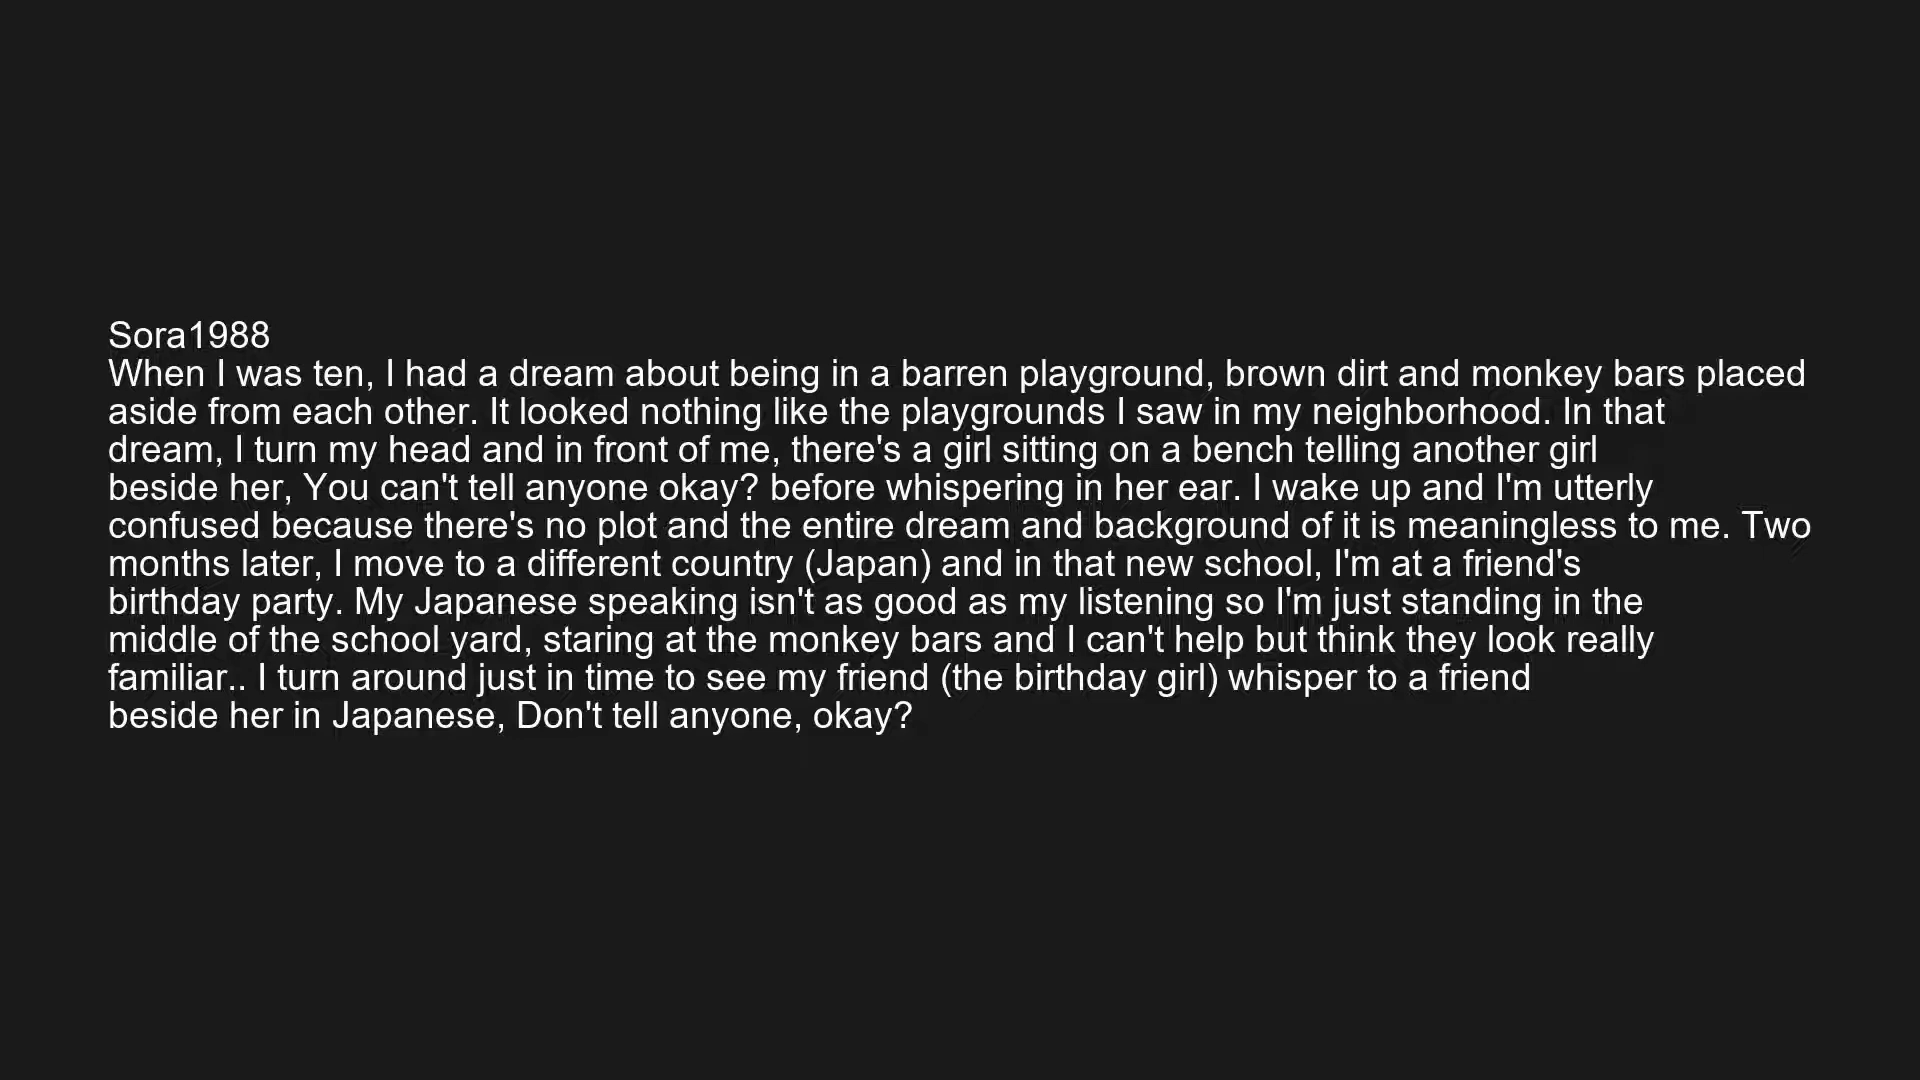 Sora1988
When I was ten, I had a dream about being in a barren playground, brown dirt and monkey bars placed
aside from each other. It looked nothing like the playgrounds I saw in my neighborhood. In that
dream, I turn my head and in front of me, there's a girl sitting on a bench telling another girl
beside her, You can't tell anyone okay? before whispering in her ear. I wake up and I'm utterly
confused because there's no plot and the entire dream and background of it is meaningless to me. Two
months later, I move to a different country (Japan) and in that new school, I'm at a friend's
birthday party. My Japanese speaking isn't as good as my listening so I'm just standing in the
middle of the school yard, staring at the monkey bars and I can't help but think they look really
familiar.. I turn around just in time to see my friend (the birthday girl) whisper to a friend
beside her in Japanese, Don't tell anyone, okay?